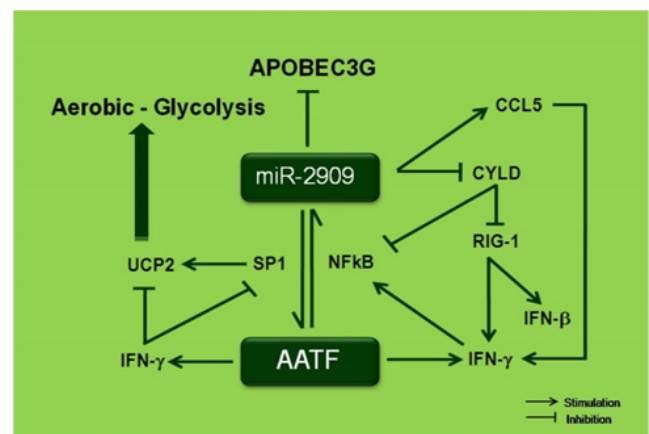 APOBEC3G
Aerobic - Glycolysis
CCL5
miR-2909
CYLD
RIG-1
UCP2
SP1
NFkB
IFN-β
IFN-γ
AATF
IFN-γ
Stimulation
Inhibition